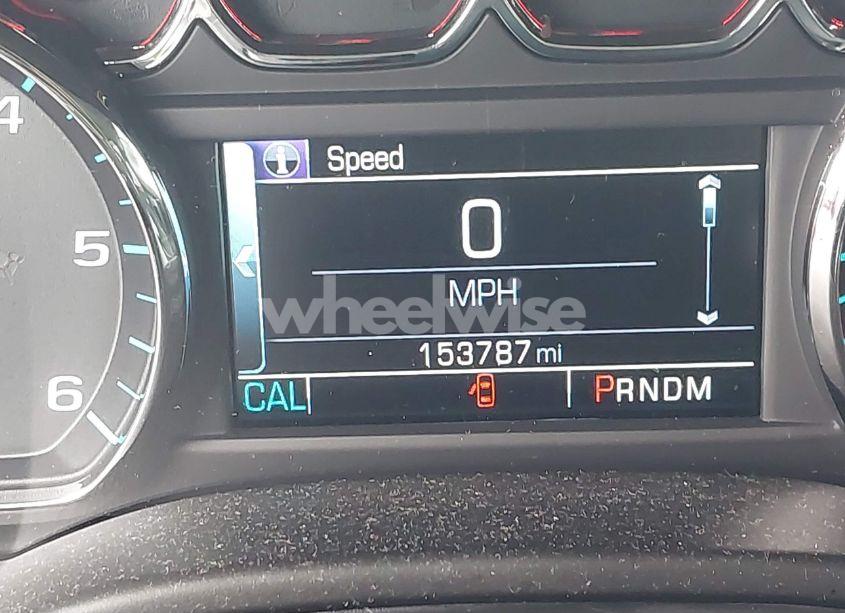 4
5
6
Speed
0
MPH
wheelwise
153787 mi
CAL
PRNDM